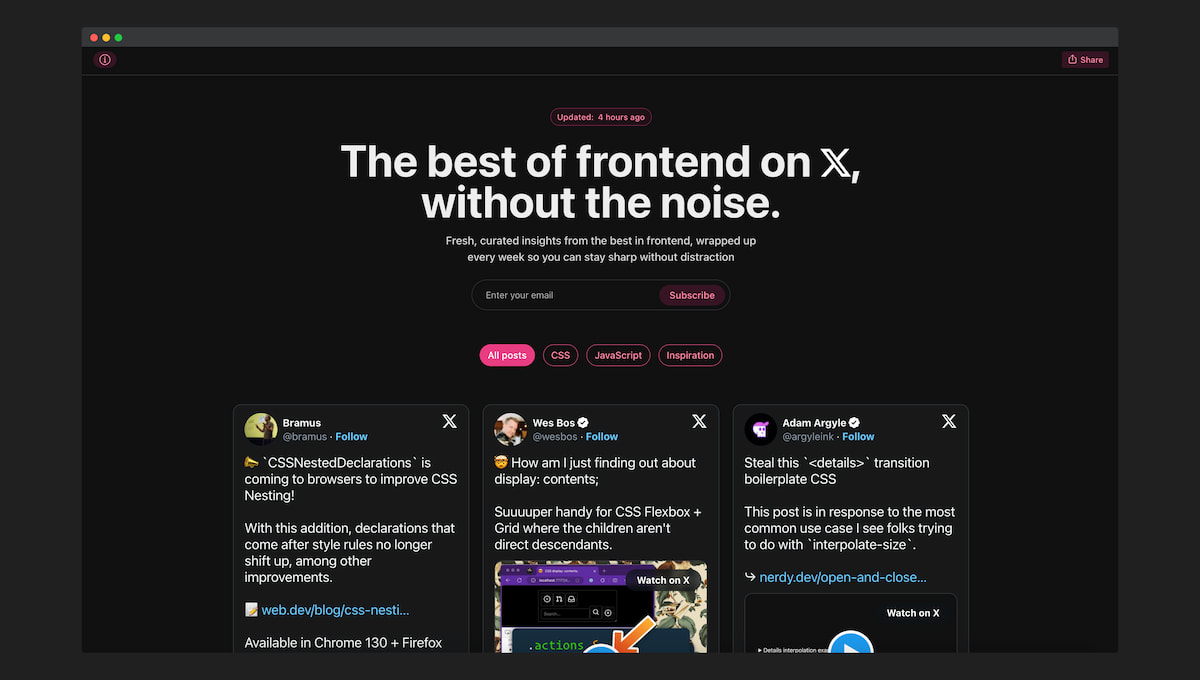 Share
Updated: 4 hours ago
The best of frontend on X,
without the noise.
Fresh, curated insights from the best in frontend, wrapped up
every week so you can stay sharp without distraction
Enter your email
Subscribe
All posts
CSS
JavaScript
Inspiration
Bramus
@bramus · Follow
📣 `CSSNestedDeclarations` is
coming to browsers to improve CSS
Nesting!
With this addition, declarations that
come after style rules no longer
shift up, among other
improvements.
📝 web.dev/blog/css-nesti...
Available in Chrome 130 + Firefox
Wes Bos
@wesbos · Follow
🤯 How am I just finding out about
display: contents;
Suuuuper handy for CSS Flexbox +
Grid where the children aren't
direct descendants.
Watch on X
Search...
.actions
Adam Argyle
@argyleink · Follow
Steal this `<details>` transition
boilerplate CSS
This post is in response to the most
common use case I see folks trying
to do with `interpolate-size`.
↪ nerdy.dev/open-and-close...
Watch on X
▸ Details interpolation